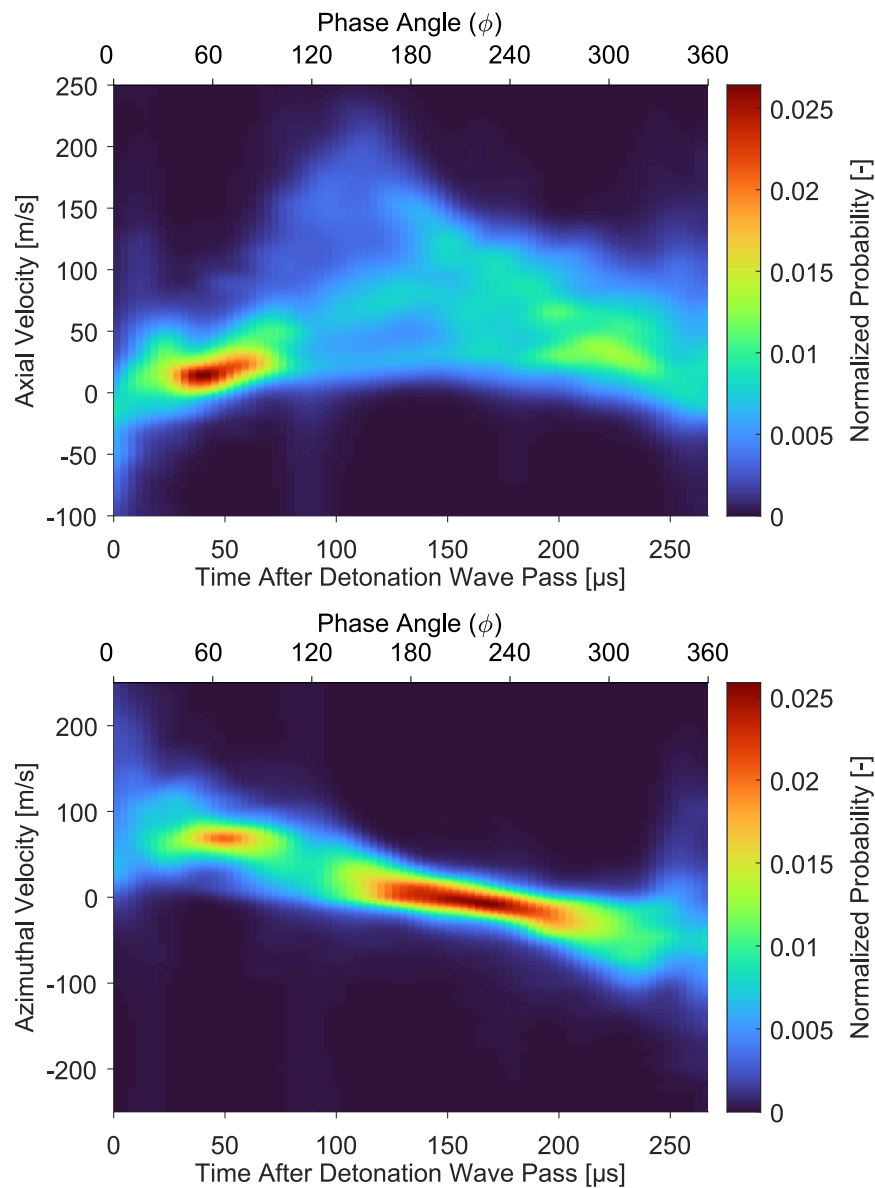 Phase Angle (ϕ)
0 60 120 180 240 300 360
250
200
150
100
50
0
-50
-100
Axial Velocity [m/s]
0 50 100 150 200 250
Time After Detonation Wave Pass [µs]
0.025
0.02
0.015
0.01
0.005
0
Normalized Probability [-]
Phase Angle (ϕ)
0 60 120 180 240 300 360
200
100
0
-100
-200
Azimuthal Velocity [m/s]
0 50 100 150 200 250
Time After Detonation Wave Pass [µs]
0.025
0.02
0.015
0.01
0.005
0
Normalized Probability [-]